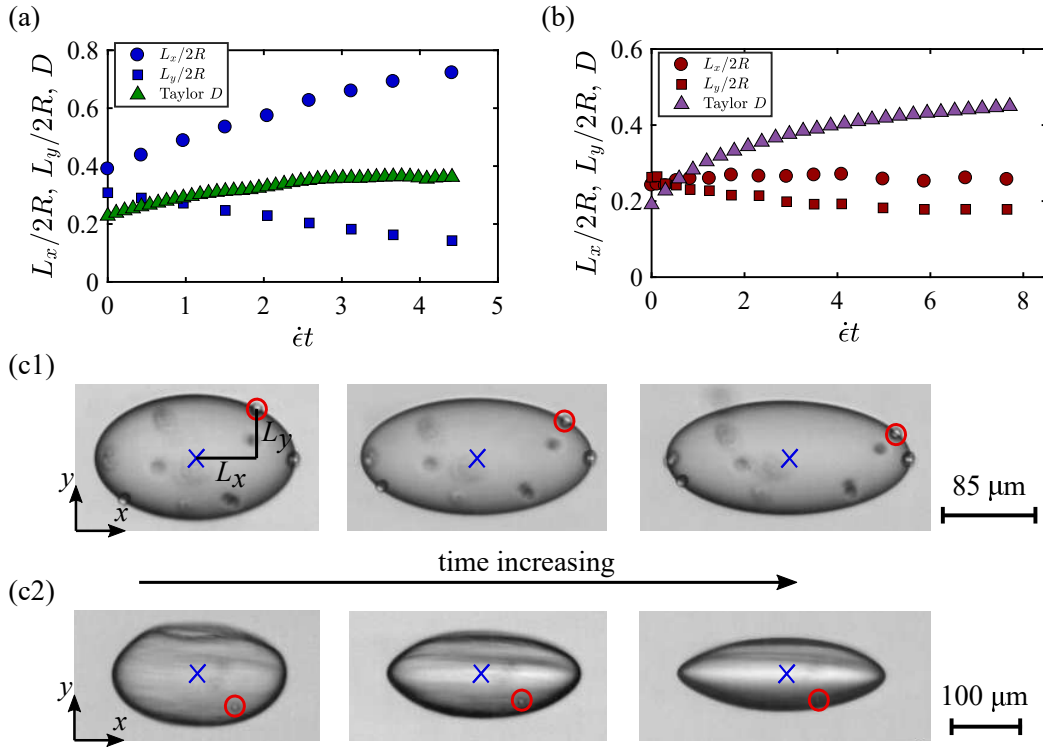 (a)
(b)
L_x/2R, L_y/2R, D
0.8
0.6
0.4
0.2
0
L_x/2R
L_y/2R
Taylor D
0 1 2 3 4 5
ϵ̇t
L_x/2R, L_y/2R, D
0.6
0.4
0.2
0
L_x/2R
L_y/2R
Taylor D
0 2 4 6 8
ϵ̇t
(c1)
L_y
L_x
y
x
85 μm
time increasing
(c2)
y
x
100 μm